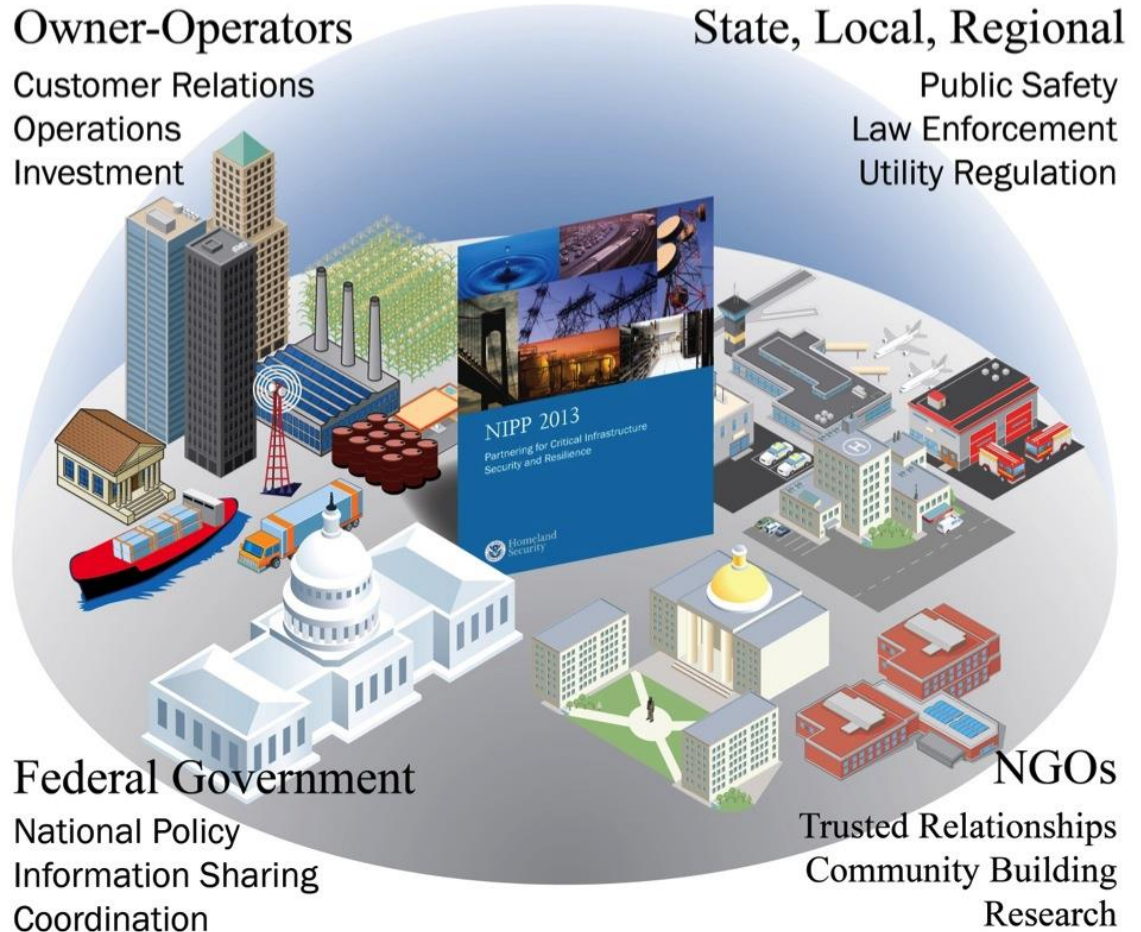 Owner-Operators
Customer Relations
Operations
Investment
State, Local, Regional
Public Safety
Law Enforcement
Utility Regulation
NIPP 2013
Partnering for Critical Infrastructure
Security and Resilience
Homeland
Security
H
Federal Government
National Policy
Information Sharing
Coordination
NGOs
Trusted Relationships
Community Building
Research